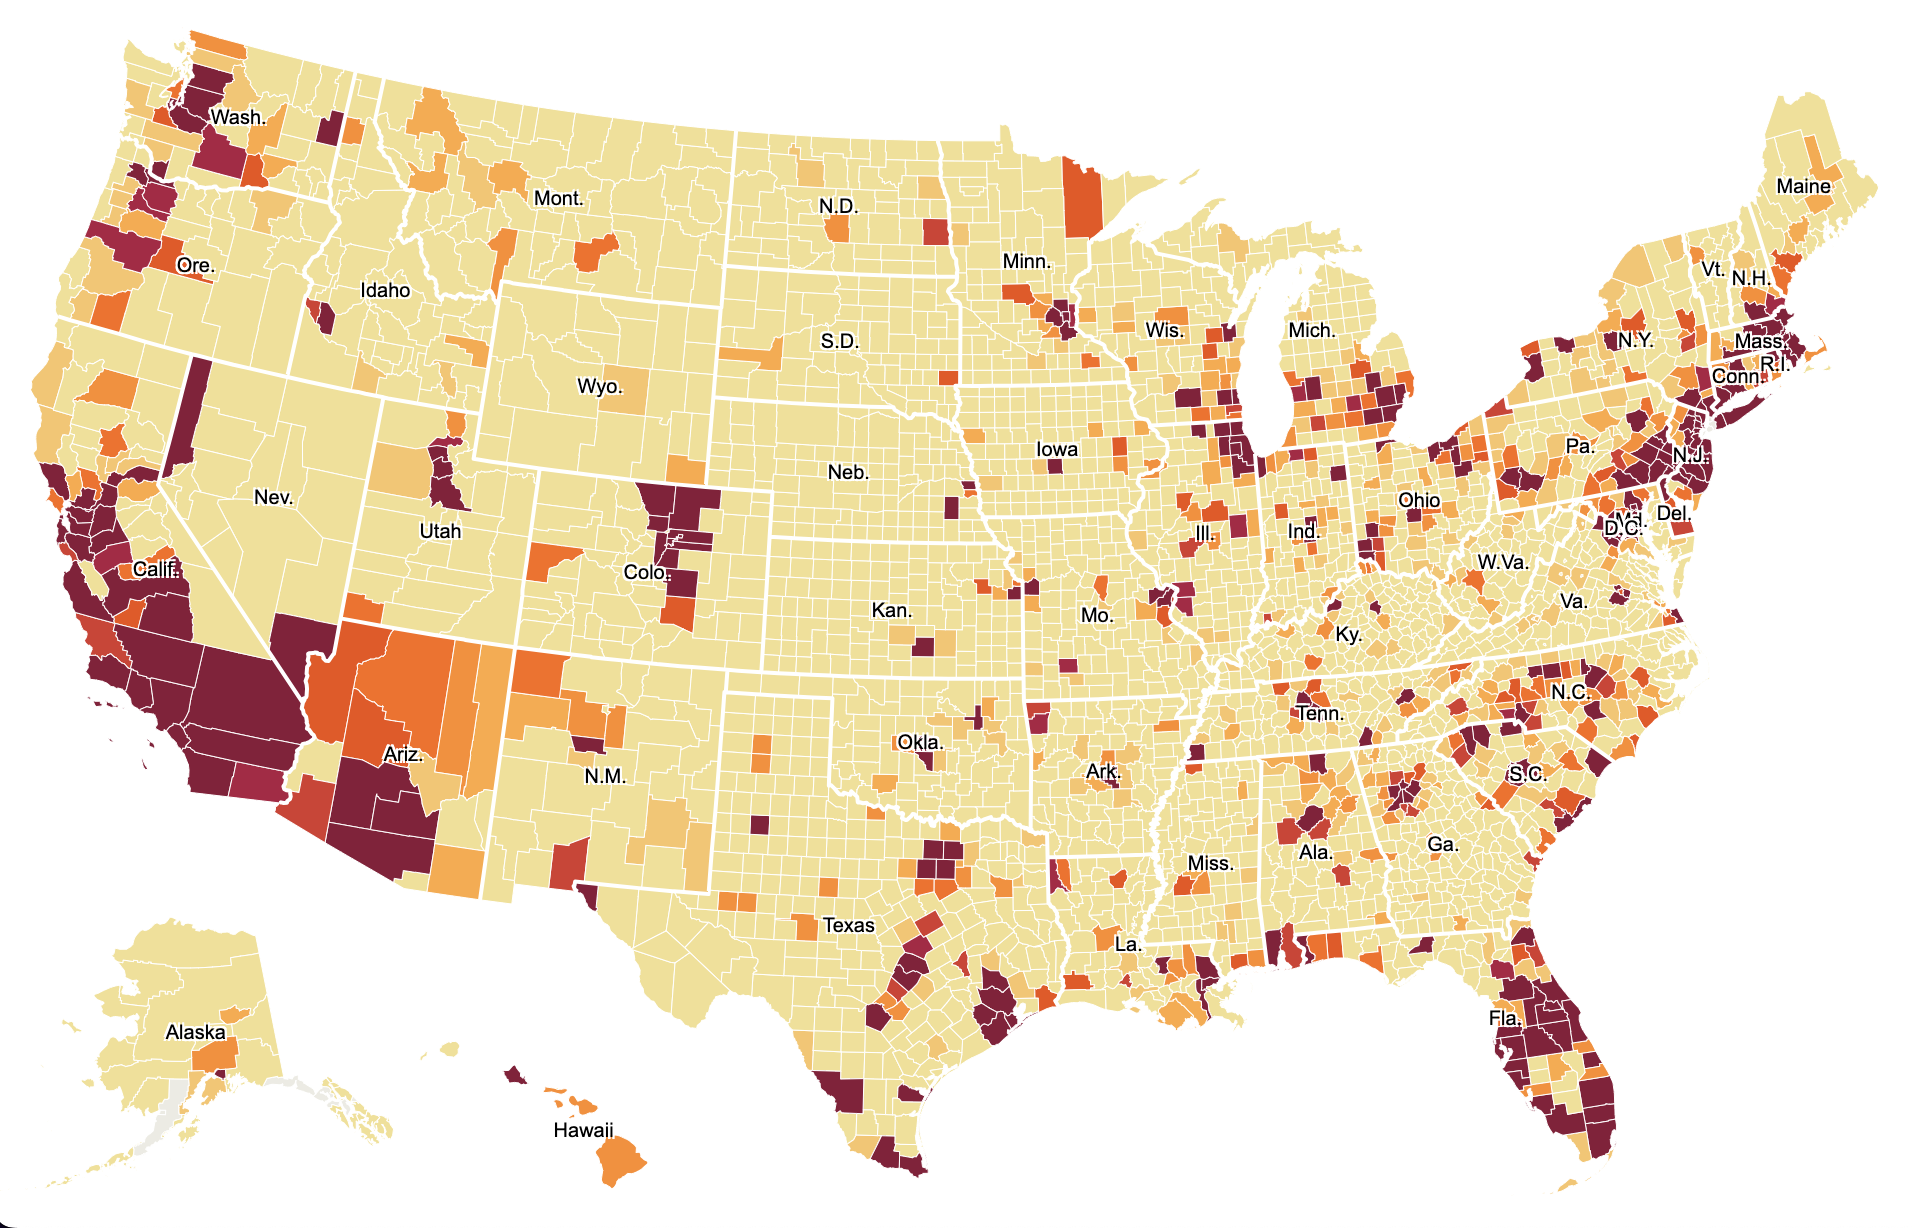 Wash.
Mont.
N.D.
Minn.
Maine
Ore.
Idaho
Vt.
N.H.
S.D.
Wis.
Mich.
N.Y.
Mass.
R.I.
Conn.
Wyo.
Iowa
Pa.
N.J.
Neb.
Nev.
Utah
Ohio
Ill.
Ind.
Md.
D.C.
Del.
Calif.
Colo.
W.Va.
Kan.
Mo.
Va.
Ky.
Ariz.
N.M.
Okla.
Ark.
Tenn.
N.C.
S.C.
Texas
La.
Miss.
Ala.
Ga.
Fla.
Alaska
Hawaii